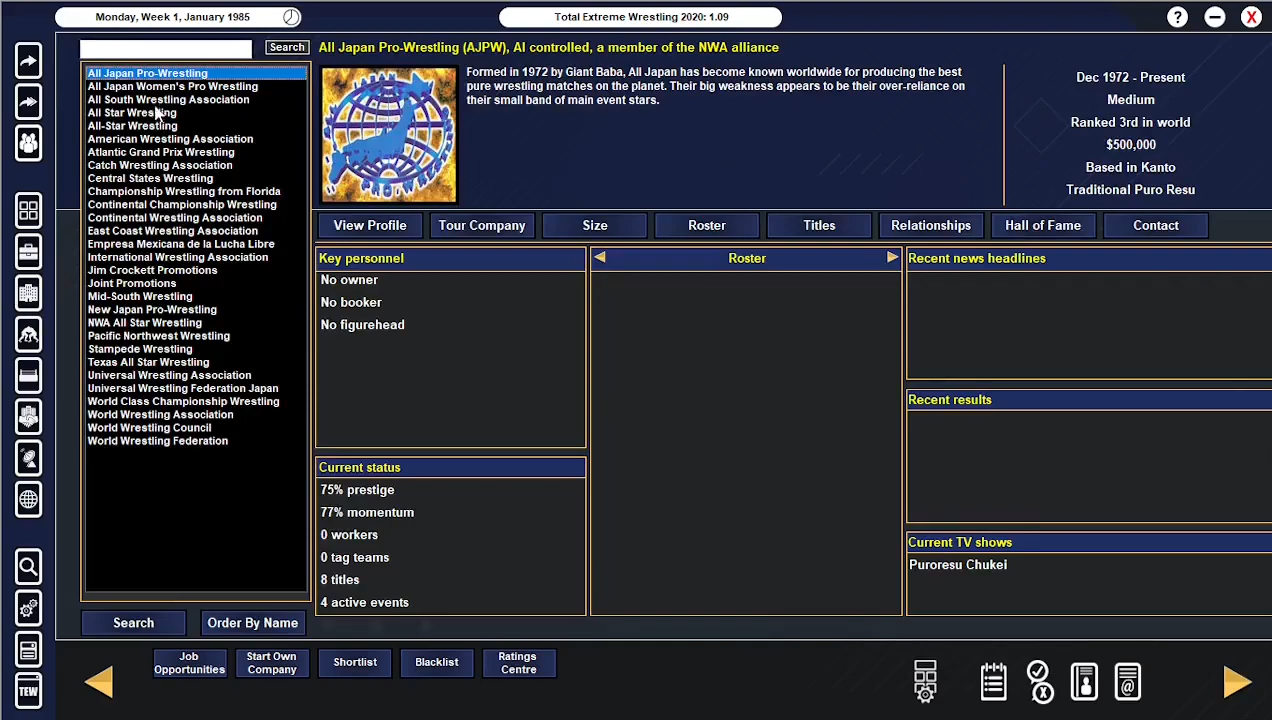 Monday, Week 1, January 1985
Total Extreme Wrestling 2020: 1.09
?
X
Search
All Japan Pro-Wrestling (AJPW), AI controlled, a member of the NWA alliance
All Japan Pro-Wrestling
All Japan Women's Pro Wrestling
All South Wrestling Association
All Star Wrestling
All-Star Wrestling
American Wrestling Association
Atlantic Grand Prix Wrestling
Catch Wrestling Association
Central States Wrestling
Championship Wrestling from Florida
Continental Championship Wrestling
Continental Wrestling Association
East Coast Wrestling Association
Empresa Mexicana de la Lucha Libre
International Wrestling Association
Jim Crockett Promotions
Joint Promotions
Mid-South Wrestling
New Japan Pro-Wrestling
NWA All Star Wrestling
Pacific Northwest Wrestling
Stampede Wrestling
Texas All Star Wrestling
Universal Wrestling Association
Universal Wrestling Federation Japan
World Class Championship Wrestling
World Wrestling Association
World Wrestling Council
World Wrestling Federation
Search
Order By Name
PRO-WRES
Formed in 1972 by Giant Baba, All Japan has become known worldwide for producing the best
pure wrestling matches on the planet. Their big weakness appears to be their over-reliance on
their small band of main event stars.
Dec 1972 - Present
Medium
Ranked 3rd in world
$500,000
Based in Kanto
Traditional Puro Resu
View Profile
Tour Company
Size
Roster
Titles
Relationships
Hall of Fame
Contact
Key personnel
No owner
No booker
No figurehead
Current status
75% prestige
77% momentum
0 workers
0 tag teams
8 titles
4 active events
Roster
Recent news headlines
Recent results
Current TV shows
Puroresu Chukei
TEW
Job
Opportunities
Start Own
Company
Shortlist
Blacklist
Ratings
Centre